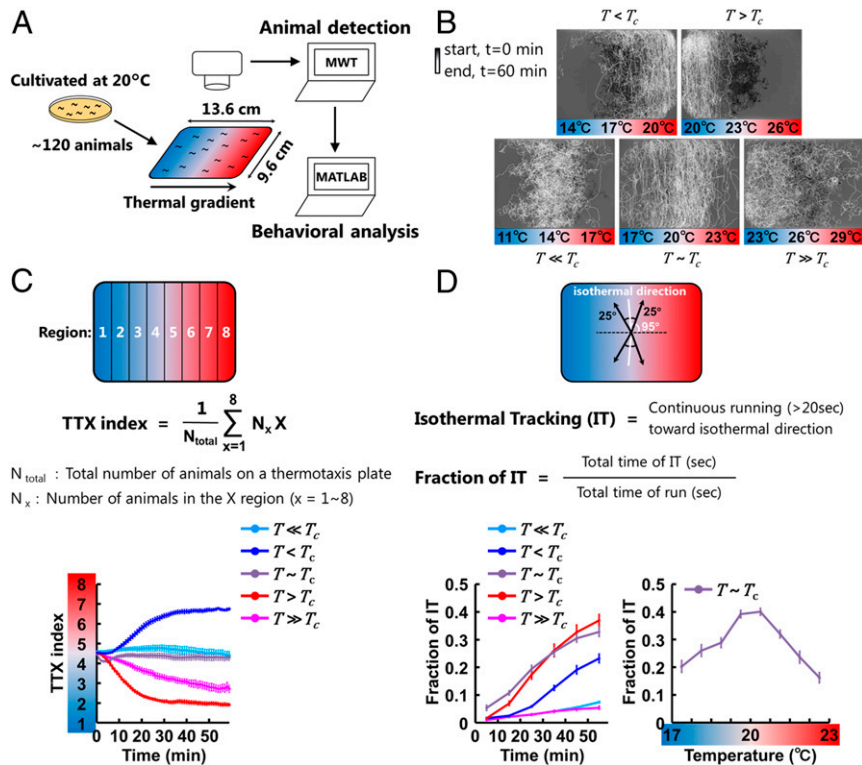 A
Animal detection
Cultivated at 20°C
MWT
13.6 cm
~120 animals
9.6 cm
MATLAB
Thermal gradient
Behavioral analysis
B
T < Tc
T > Tc
start, t=0 min
end, t=60 min
14℃ 17℃ 20℃
20℃ 23℃ 26℃
11℃ 14℃ 17℃
17℃ 20℃ 23℃
23℃ 26℃ 29℃
T ≪ Tc
T ~ Tc
T ≫ Tc
C
Region: 1 2 3 4 5 6 7 8
TTX index = 1/Ntotal 8 ∑ x=1 Nx X
N total : Total number of animals on a thermotaxis plate
N x : Number of animals in the X region (x = 1~8)
T ≪ Tc
T < Tc
T ~ Tc
T > Tc
T ≫ Tc
TTX index
8
7
6
5
4
3
2
1
0 10 20 30 40 50
Time (min)
D
isothermal direction
25° 25°
95°
Isothermal Tracking (IT) = Continuous running (>20sec)
toward isothermal direction
Fraction of IT = Total time of IT (sec)
Total time of run (sec)
T ≪ Tc
T < Tc
T ~ Tc
T > Tc
T ≫ Tc
Fraction of IT
0.5
0.4
0.3
0.2
0.1
0
0 10 20 30 40 50
Time (min)
T ~ Tc
Fraction of IT
0.5
0.4
0.3
0.2
0.1
0
17 20 23
Temperature (℃)